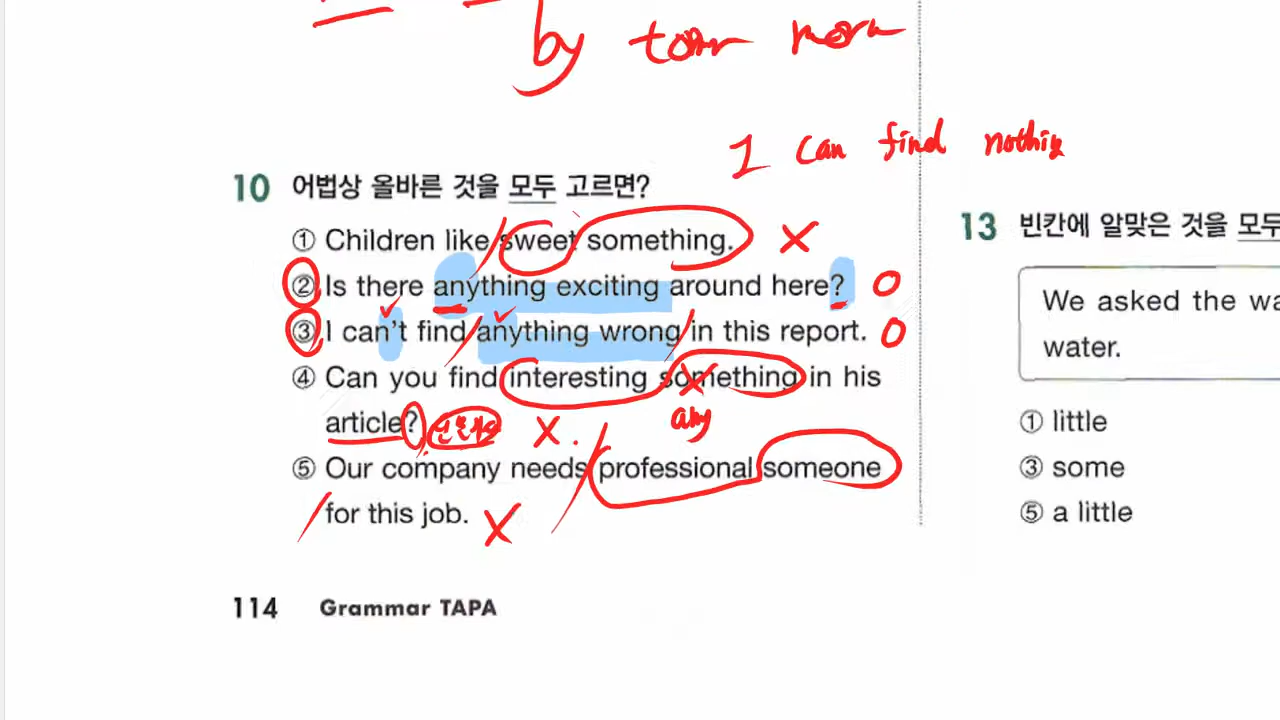 by tom mom
I can find nothing
10 어법상 올바른 것을 모두 고르면?
① Children like sweet something. X
② Is there anything exciting around here? O
③ I can't find anything wrong in this report. O
④ Can you find interesting something in his
any
article? X.
⑤ Our company needs professional someone
for this job. X
114 Grammar TAPA
13 빈칸에 알맞은 것을 모두
We asked the wa
water.
① little
③ some
⑤ a little